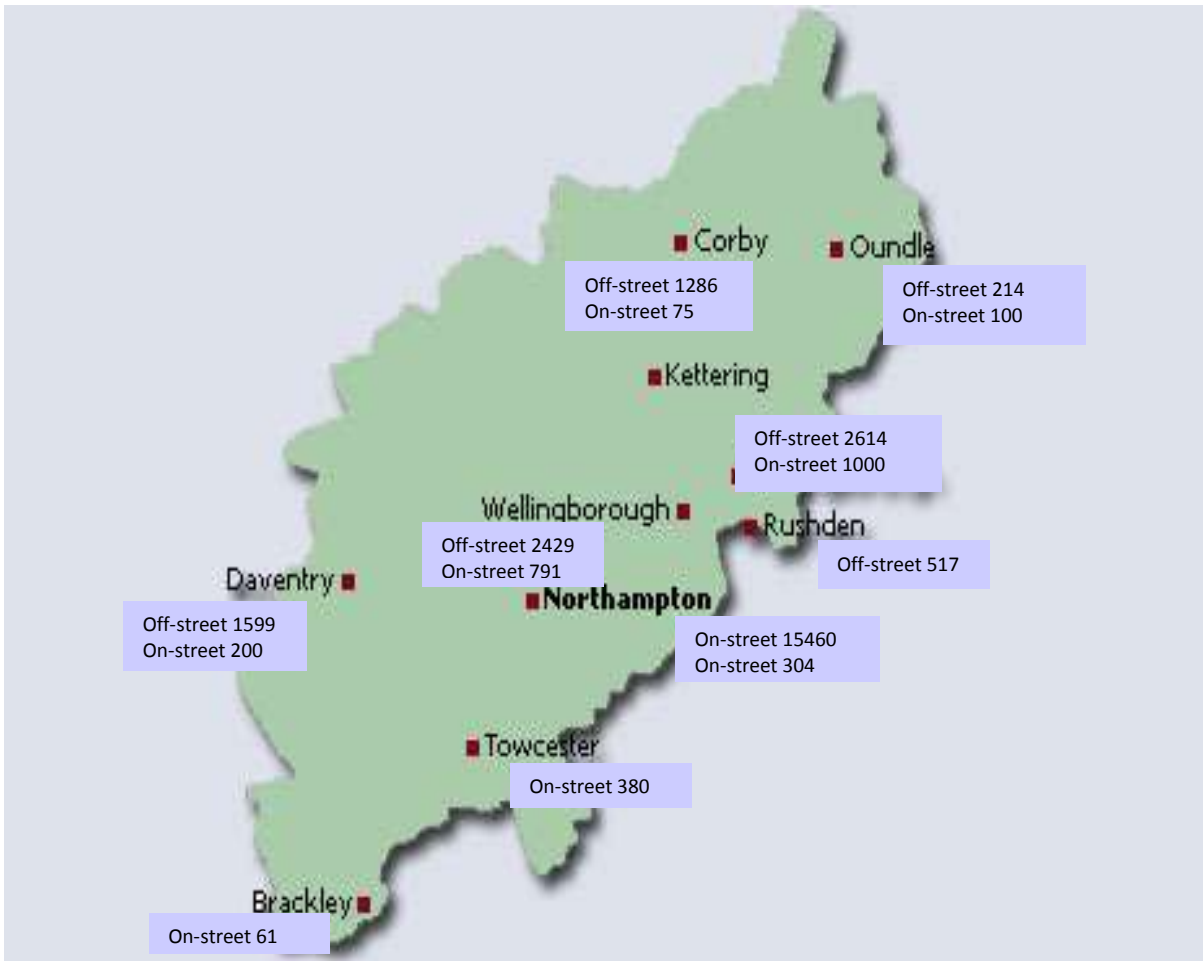 Corby
Oundle
Off-street 1286
On-street 75
Off-street 214
On-street 100
Kettering
Off-street 2614
On-street 1000
Wellingborough
Rushden
Off-street 2429
On-street 791
Off-street 517
Daventry
Northampton
Off-street 1599
On-street 200
On-street 15460
On-street 304
Towcester
On-street 380
Brackley
On-street 61